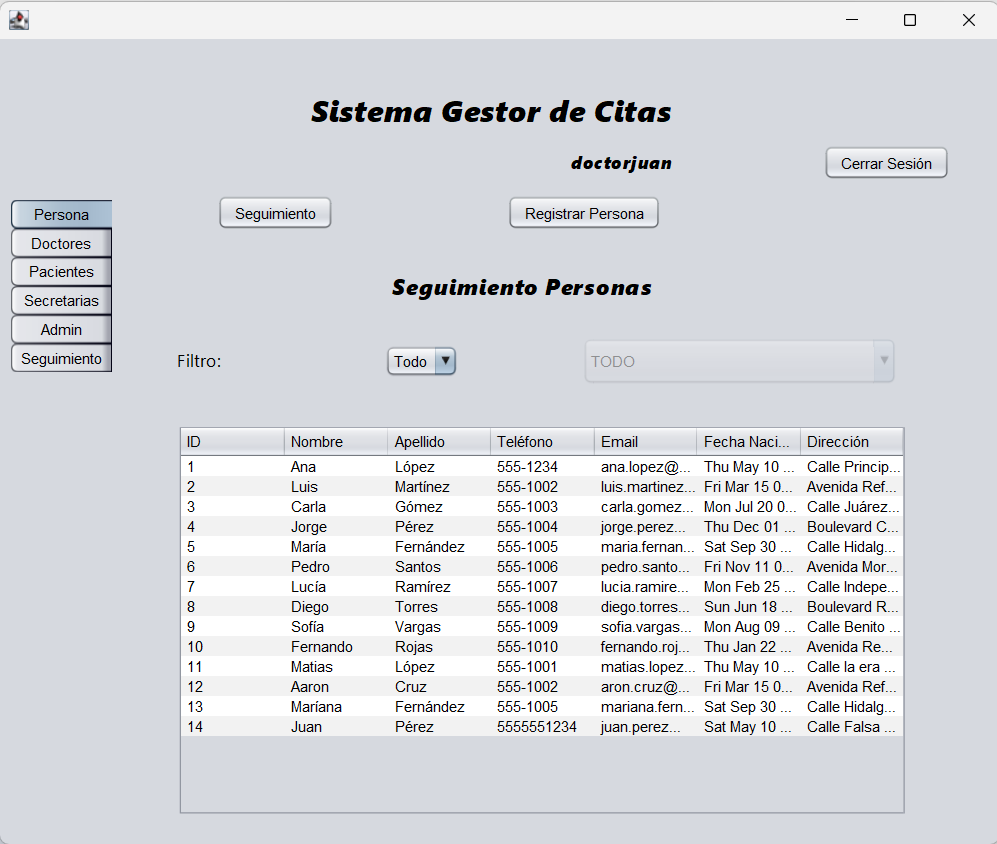 Sistema Gestor de Citas
doctorjuan
Cerrar Sesión
Seguimiento
Registrar Persona
Persona
Doctores
Pacientes
Secretarias
Admin
Seguimiento
Seguimiento Personas
Filtro: Todo TODO
ID Nombre Apellido Teléfono Email Fecha Naci... Dirección
1 Ana López 555-1234 ana.lopez@... Thu May 10 ... Calle Princip...
2 Luis Martínez 555-1002 luis.martinez... Fri Mar 15 0... Avenida Ref...
3 Carla Gómez 555-1003 carla.gomez... Mon Jul 20 0... Calle Juárez...
4 Jorge Pérez 555-1004 jorge.perez... Thu Dec 01 ... Boulevard C...
5 María Fernández 555-1005 maria.fernan... Sat Sep 30 ... Calle Hidalg...
6 Pedro Santos 555-1006 pedro.santo... Fri Nov 11 0... Avenida Mor...
7 Lucía Ramírez 555-1007 lucia.ramire... Mon Feb 25 ... Calle Indepe...
8 Diego Torres 555-1008 diego.torres... Sun Jun 18 ... Boulevard R...
9 Sofía Vargas 555-1009 sofia.vargas... Mon Aug 09 ... Calle Benito ...
10 Fernando Rojas 555-1010 fernando.roj... Thu Jan 22 ... Avenida Re...
11 Matias López 555-1001 matias.lopez... Thu May 10 ... Calle la era ...
12 Aaron Cruz 555-1002 aron.cruz@... Fri Mar 15 0... Avenida Ref...
13 Maríana Fernández 555-1005 mariana.fern... Sat Sep 30 ... Calle Hidalg...
14 Juan Pérez 5555551234 juan.perez... Sat May 10 ... Calle Falsa ...